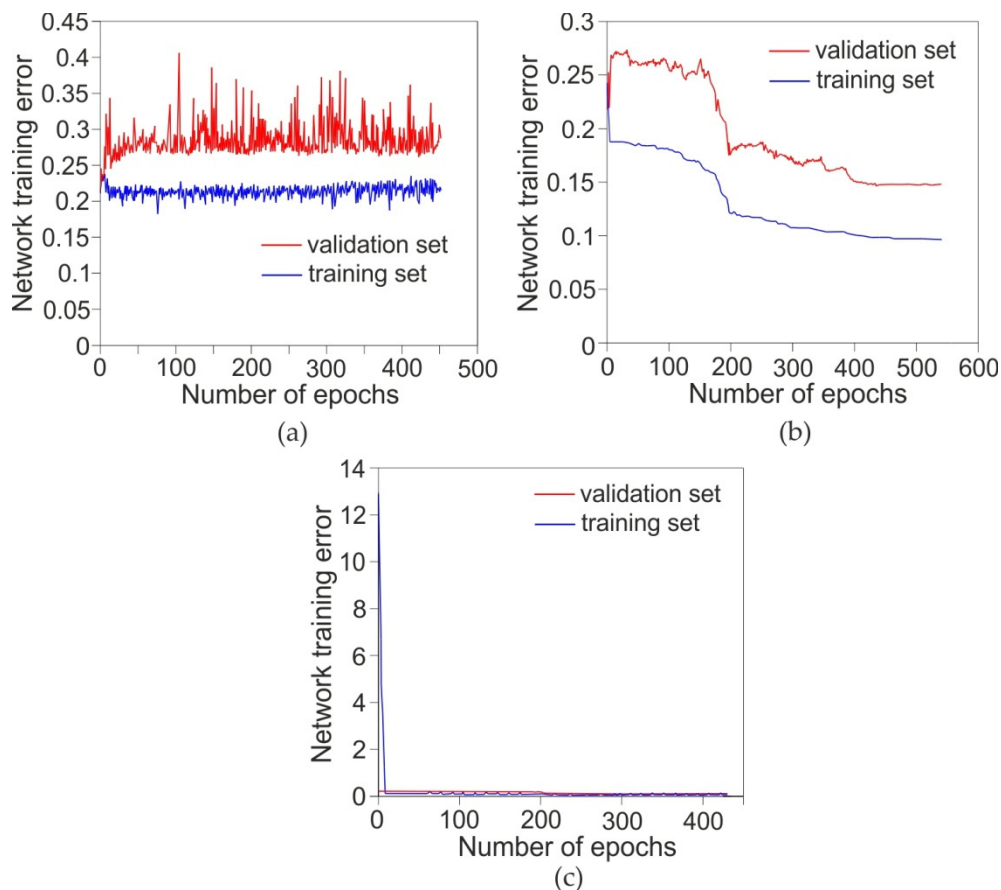 0.45
0.4
0.35
0.3
0.25
0.2
0.15
0.1
0.05
0
Network training error
validation set
training set
0 100 200 300 400 500
Number of epochs
(a)
0.3
0.25
0.2
0.15
0.1
0.05
0
Network training error
validation set
training set
0 100 200 300 400 500 600
Number of epochs
(b)
14
12
10
8
6
4
2
0
Network training error
validation set
training set
0 100 200 300 400
Number of epochs
(c)